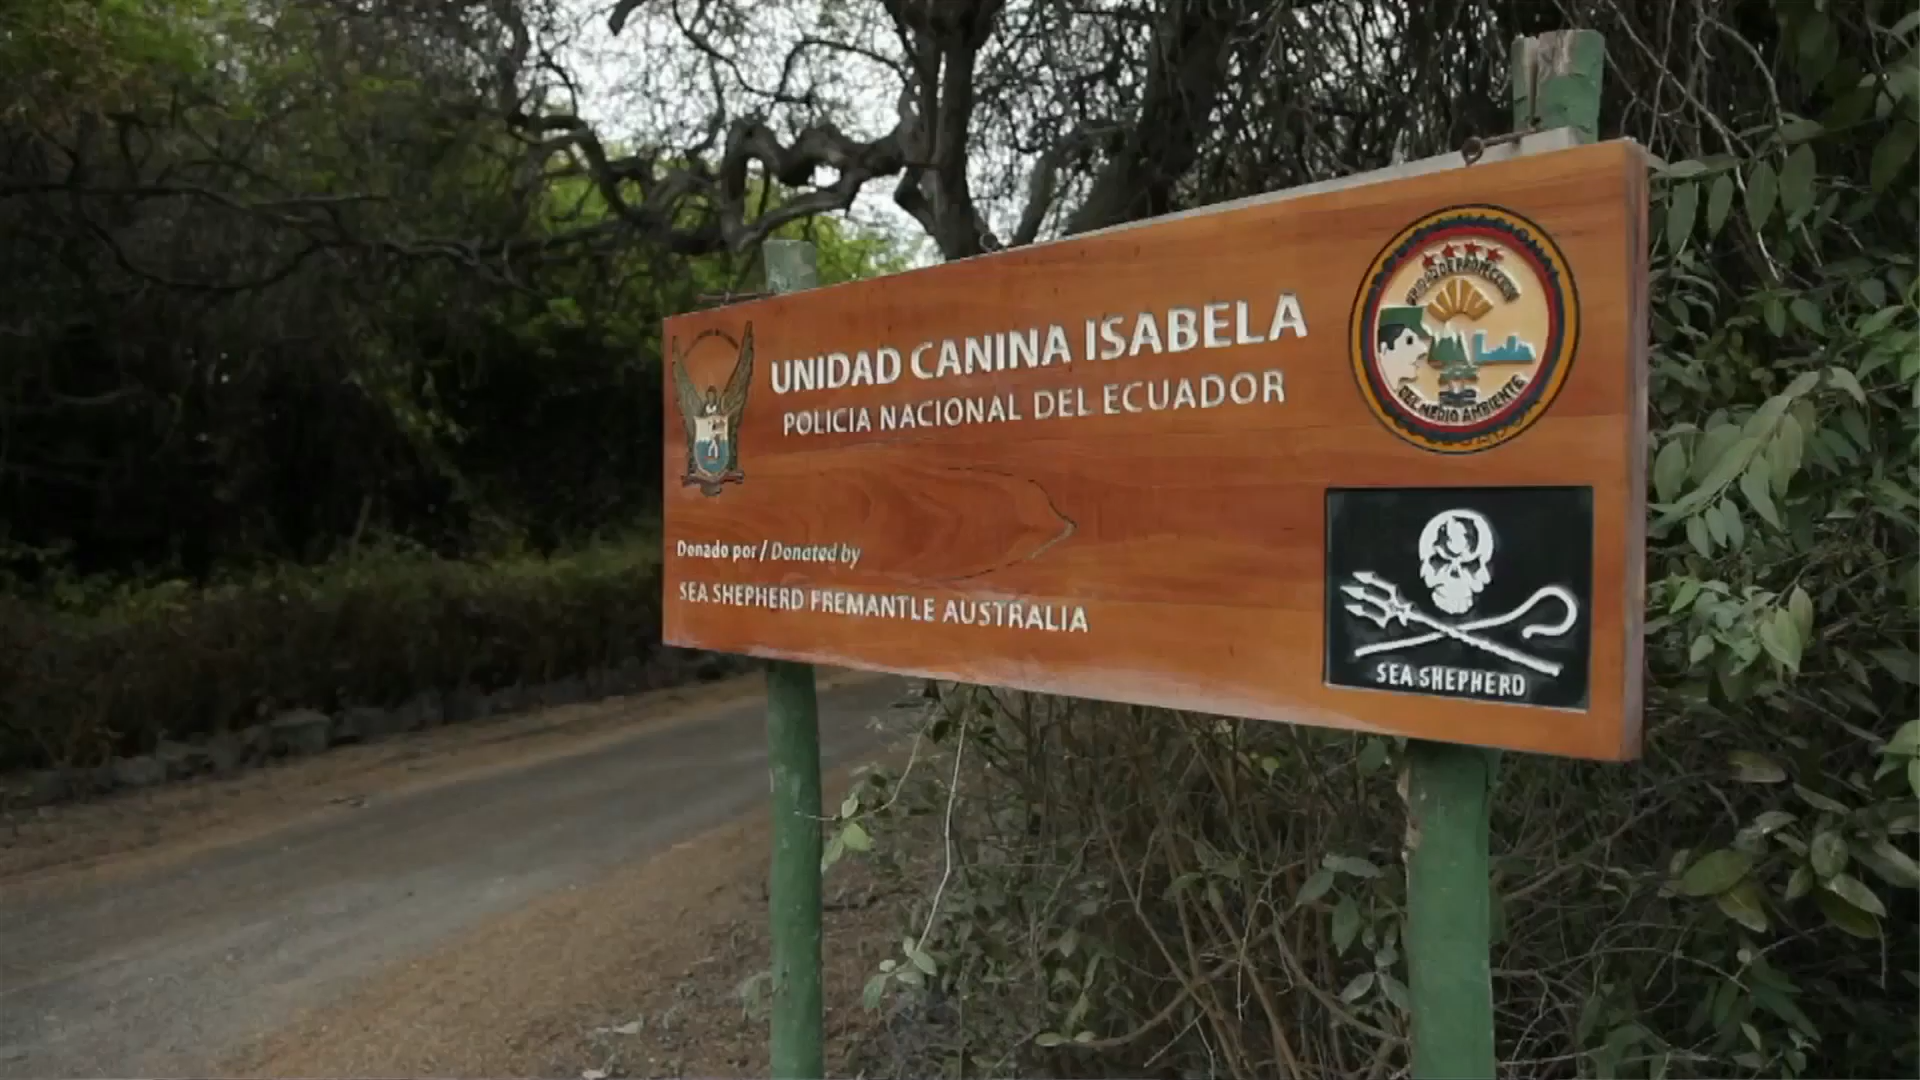 UNIDAD CANINA ISABELA
POLICIA NACIONAL DEL ECUADOR
DEL MEDIO AMBIENTE
Donado por / Donated by
SEA SHEPHERD FREMANTLE AUSTRALIA
SEA SHEPHERD